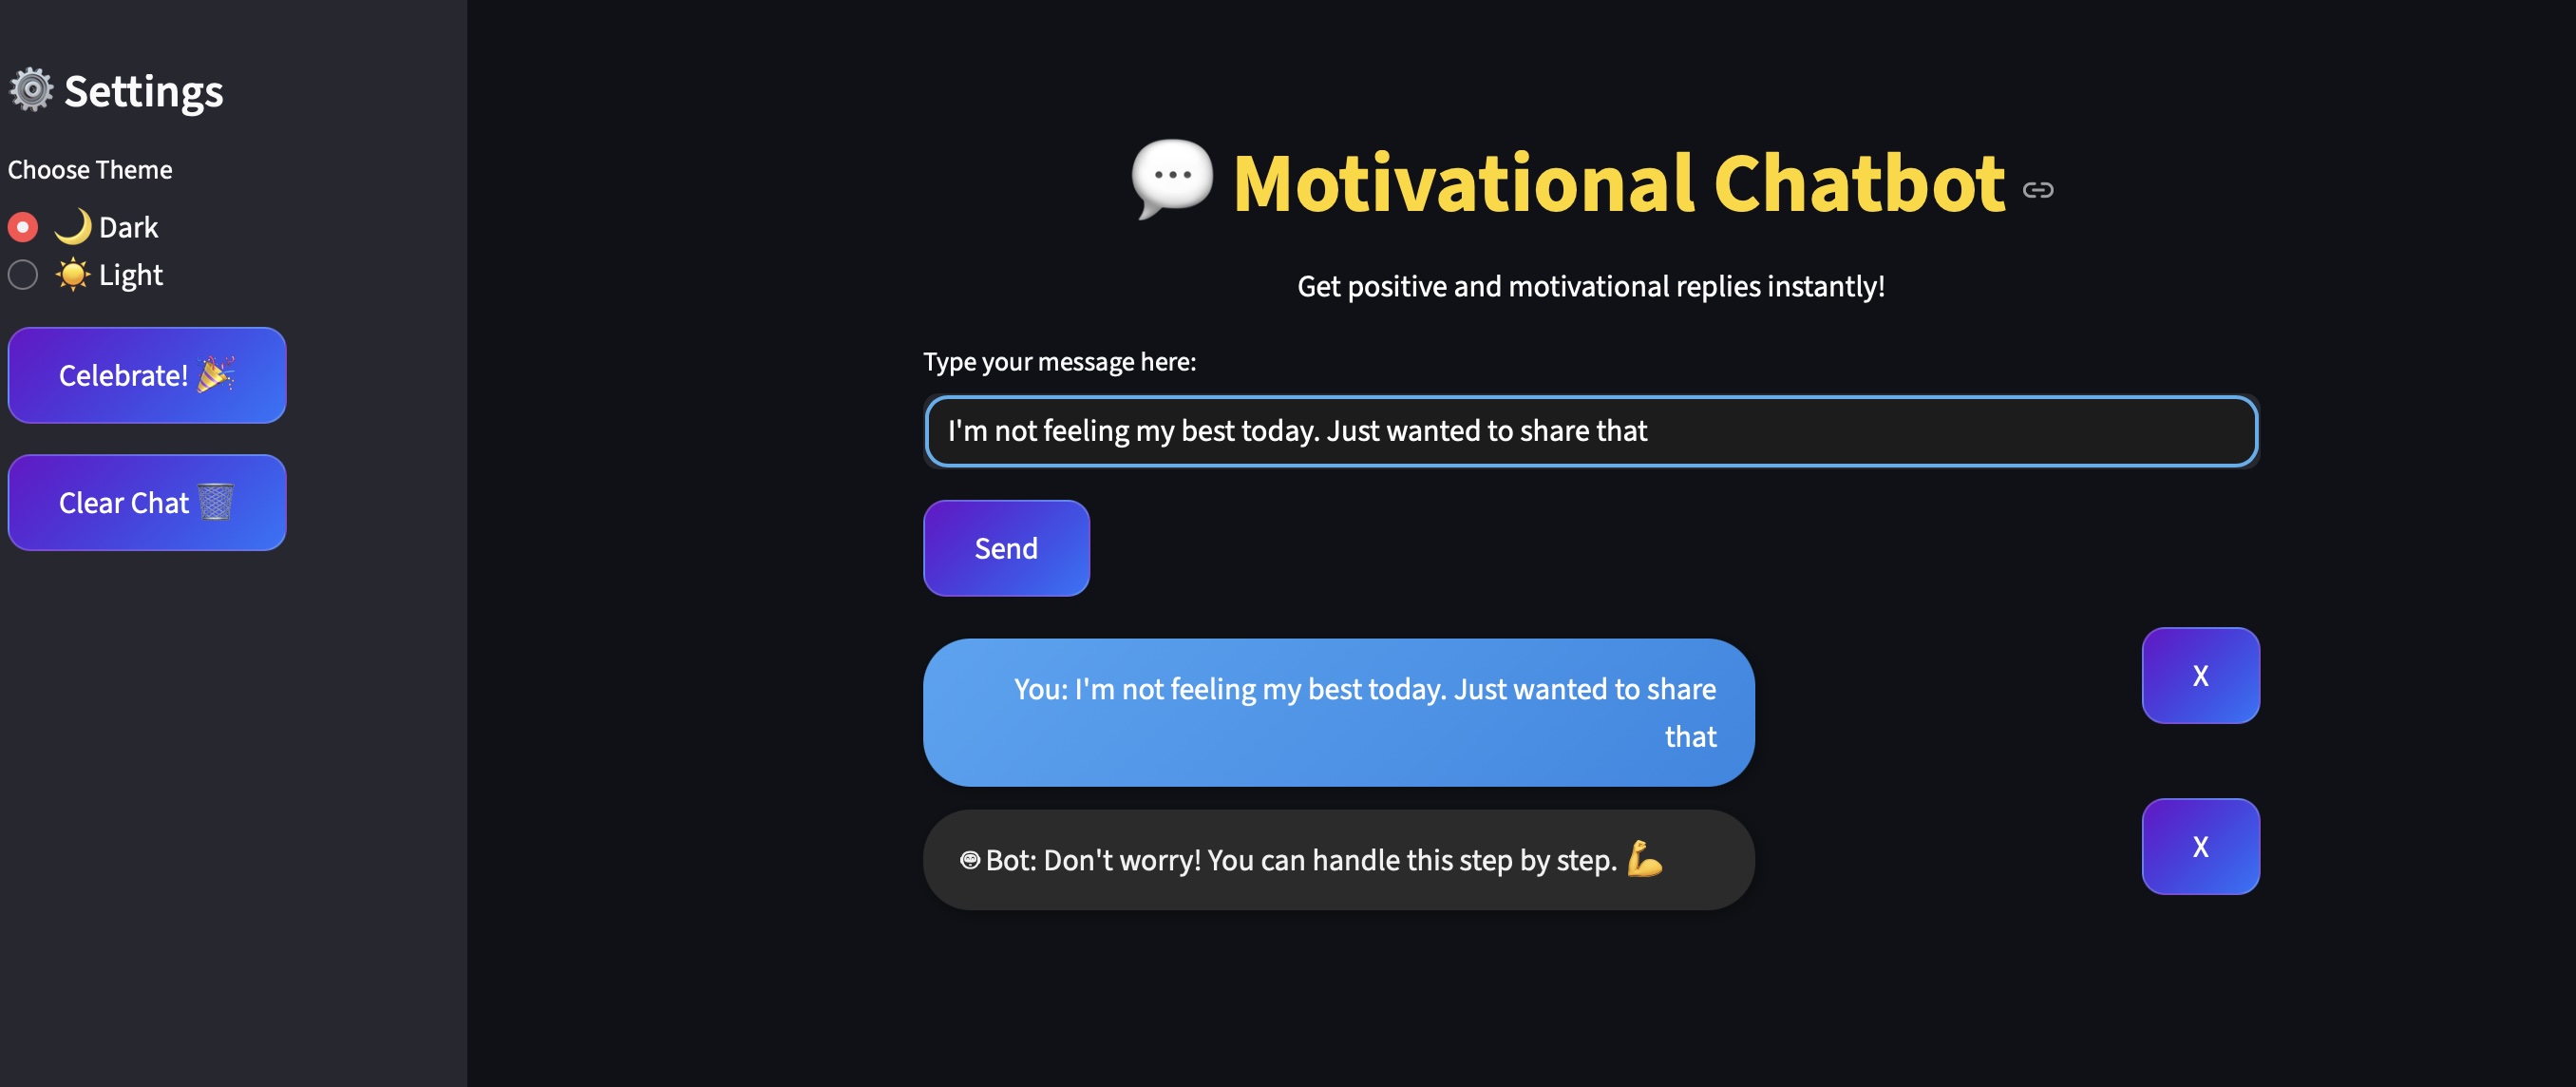 ⚙️ Settings
Choose Theme
🌙 Dark
☀️ Light
Celebrate! 🎉
Clear Chat 🗑️
💬 Motivational Chatbot
Get positive and motivational replies instantly!
Type your message here:
I'm not feeling my best today. Just wanted to share that
Send
You: I'm not feeling my best today. Just wanted to share
that
X
Bot: Don't worry! You can handle this step by step. 💪
X